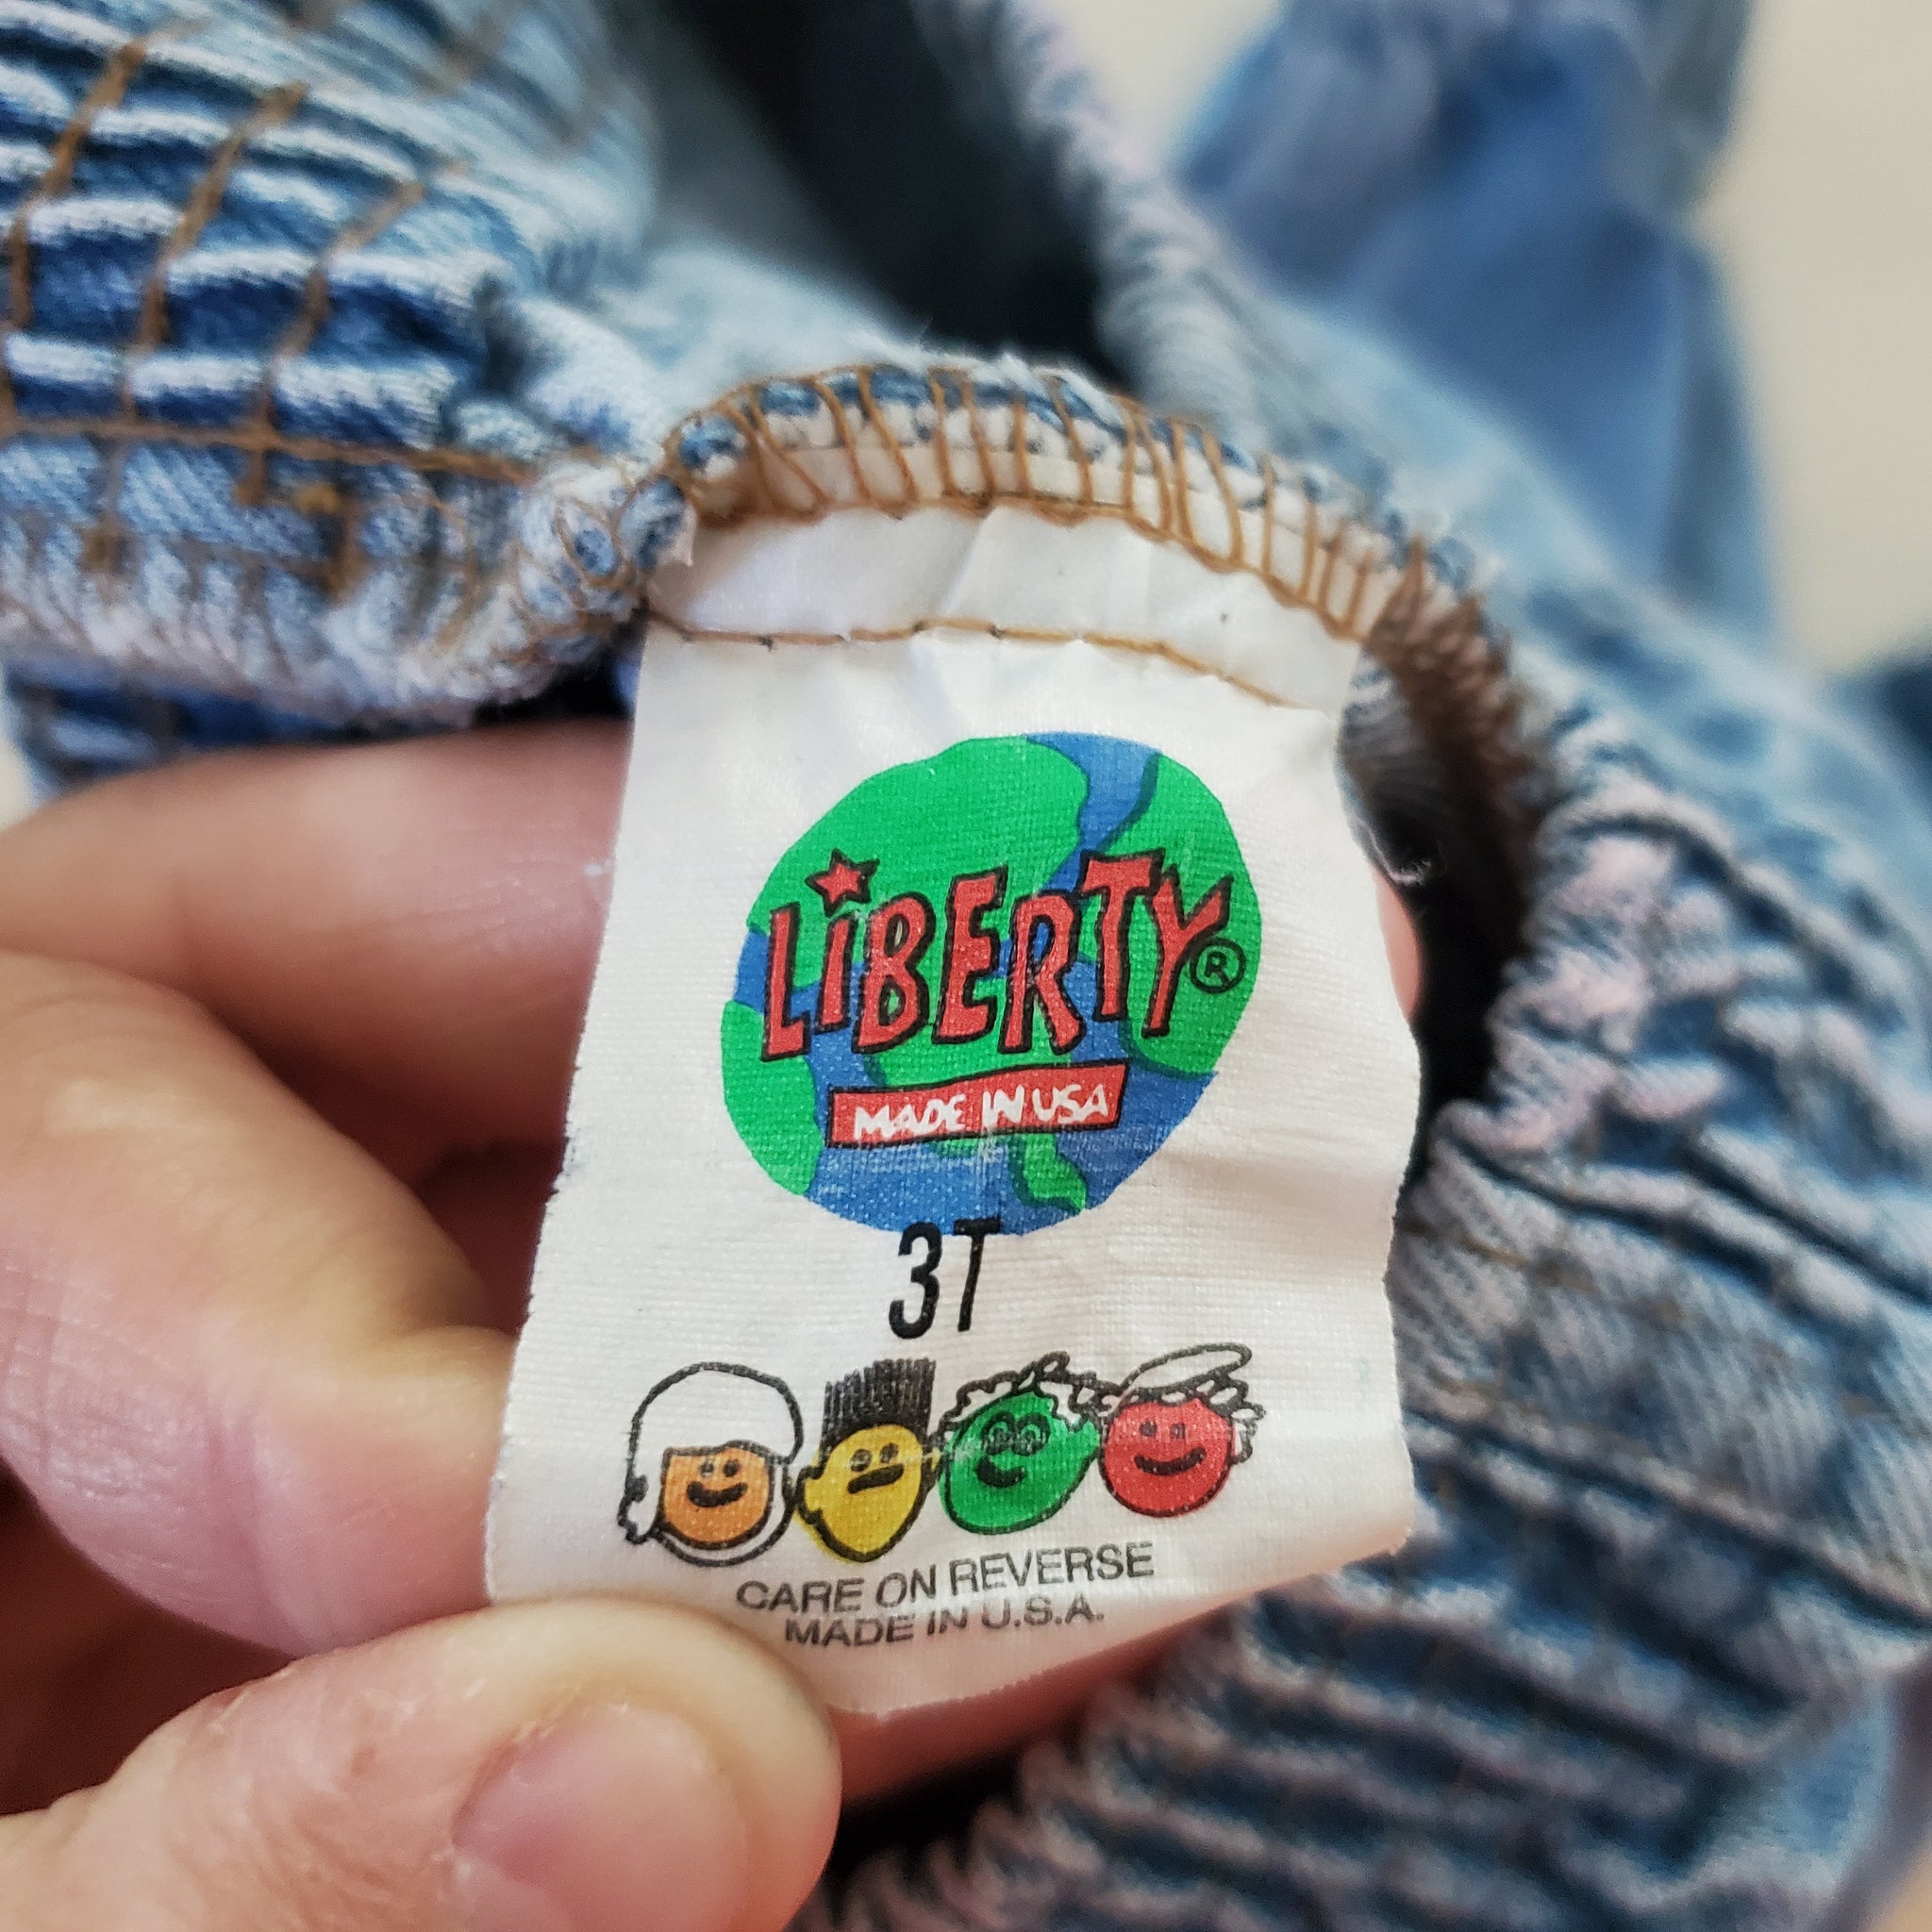 LiBERTY®
MADE IN USA
3T
CARE ON REVERSE
MADE IN U.S.A.